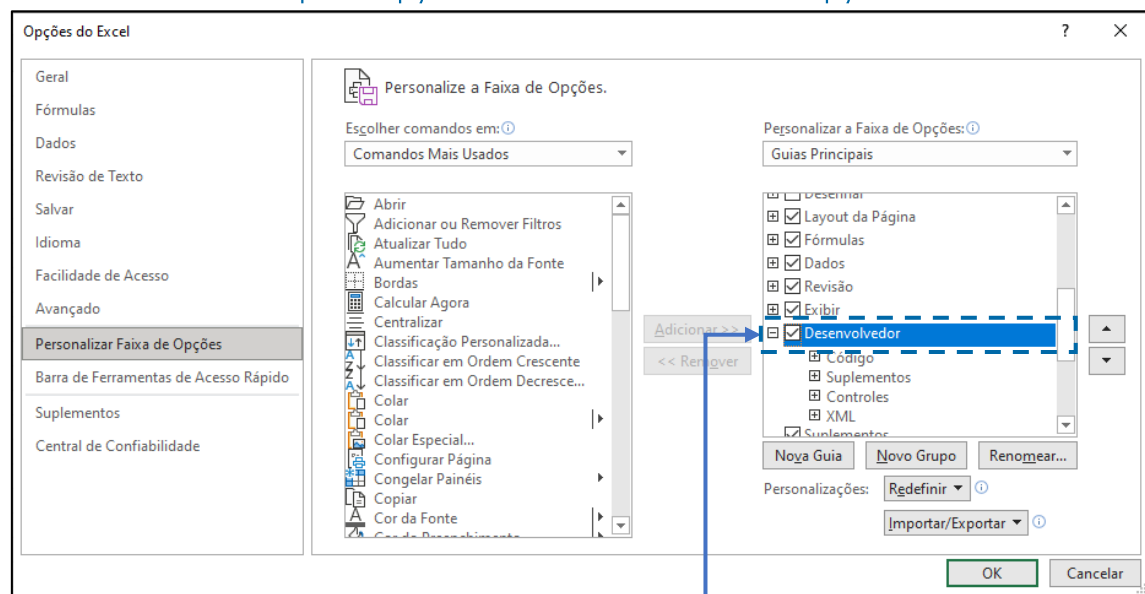 Opções do Excel
?
Geral
Fórmulas
Dados
Revisão de Texto
Salvar
Idioma
Facilidade de Acesso
Avançado
Personalizar Faixa de Opções
Barra de Ferramentas de Acesso Rápido
Suplementos
Central de Confiabilidade
Personalize a Faixa de Opções.
Escolher comandos em:
Comandos Mais Usados
Abrir
Adicionar ou Remover Filtros
Atualizar Tudo
Aumentar Tamanho da Fonte
Bordas
Calcular Agora
Centralizar
Classificação Personalizada...
Classificar em Ordem Crescente
Classificar em Ordem Decresce...
Colar
Colar
Colar Especial...
Configurar Página
Congelar Painéis
Copiar
Cor da Fonte
Cor do Preenchimento
Adicionar >>
<< Remover
Personalizar a Faixa de Opções:
Guias Principais
Desenhar
Layout da Página
Fórmulas
Dados
Revisão
Exibir
Desenvolvedor
Código
Suplementos
Controles
XML
Suplementos
Nova Guia
Novo Grupo
Renomear...
Personalizações:
Redefinir
Importar/Exportar
OK
Cancelar